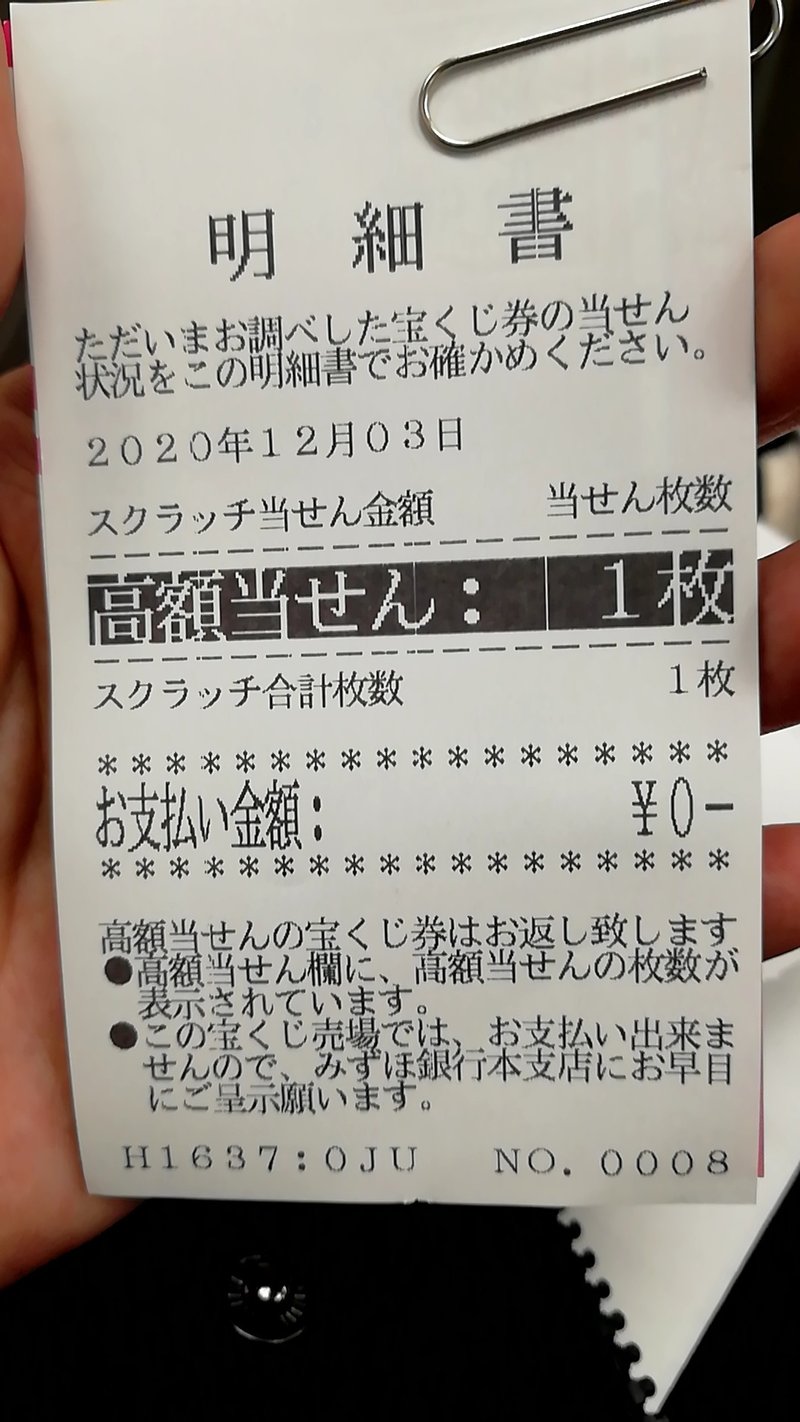 明 細 書
ただいまお調べした宝くじ券の当せん
状況をこの明細書でお確かめください。
2020年12月03日
スクラッチ当せん金額 当せん枚数
高額当せん: 1枚
スクラッチ合計枚数 1枚
*******************
お支払い金額: ¥0-
*******************
高額当せんの宝くじ券はお返し致します
●高額当せん欄に、高額当せんの枚数が
表示されています。
●この宝くじ売場では、お支払い出来ま
せんので、みずほ銀行本支店にお早目
にご呈示願います。
H1637:0JU NO.0008